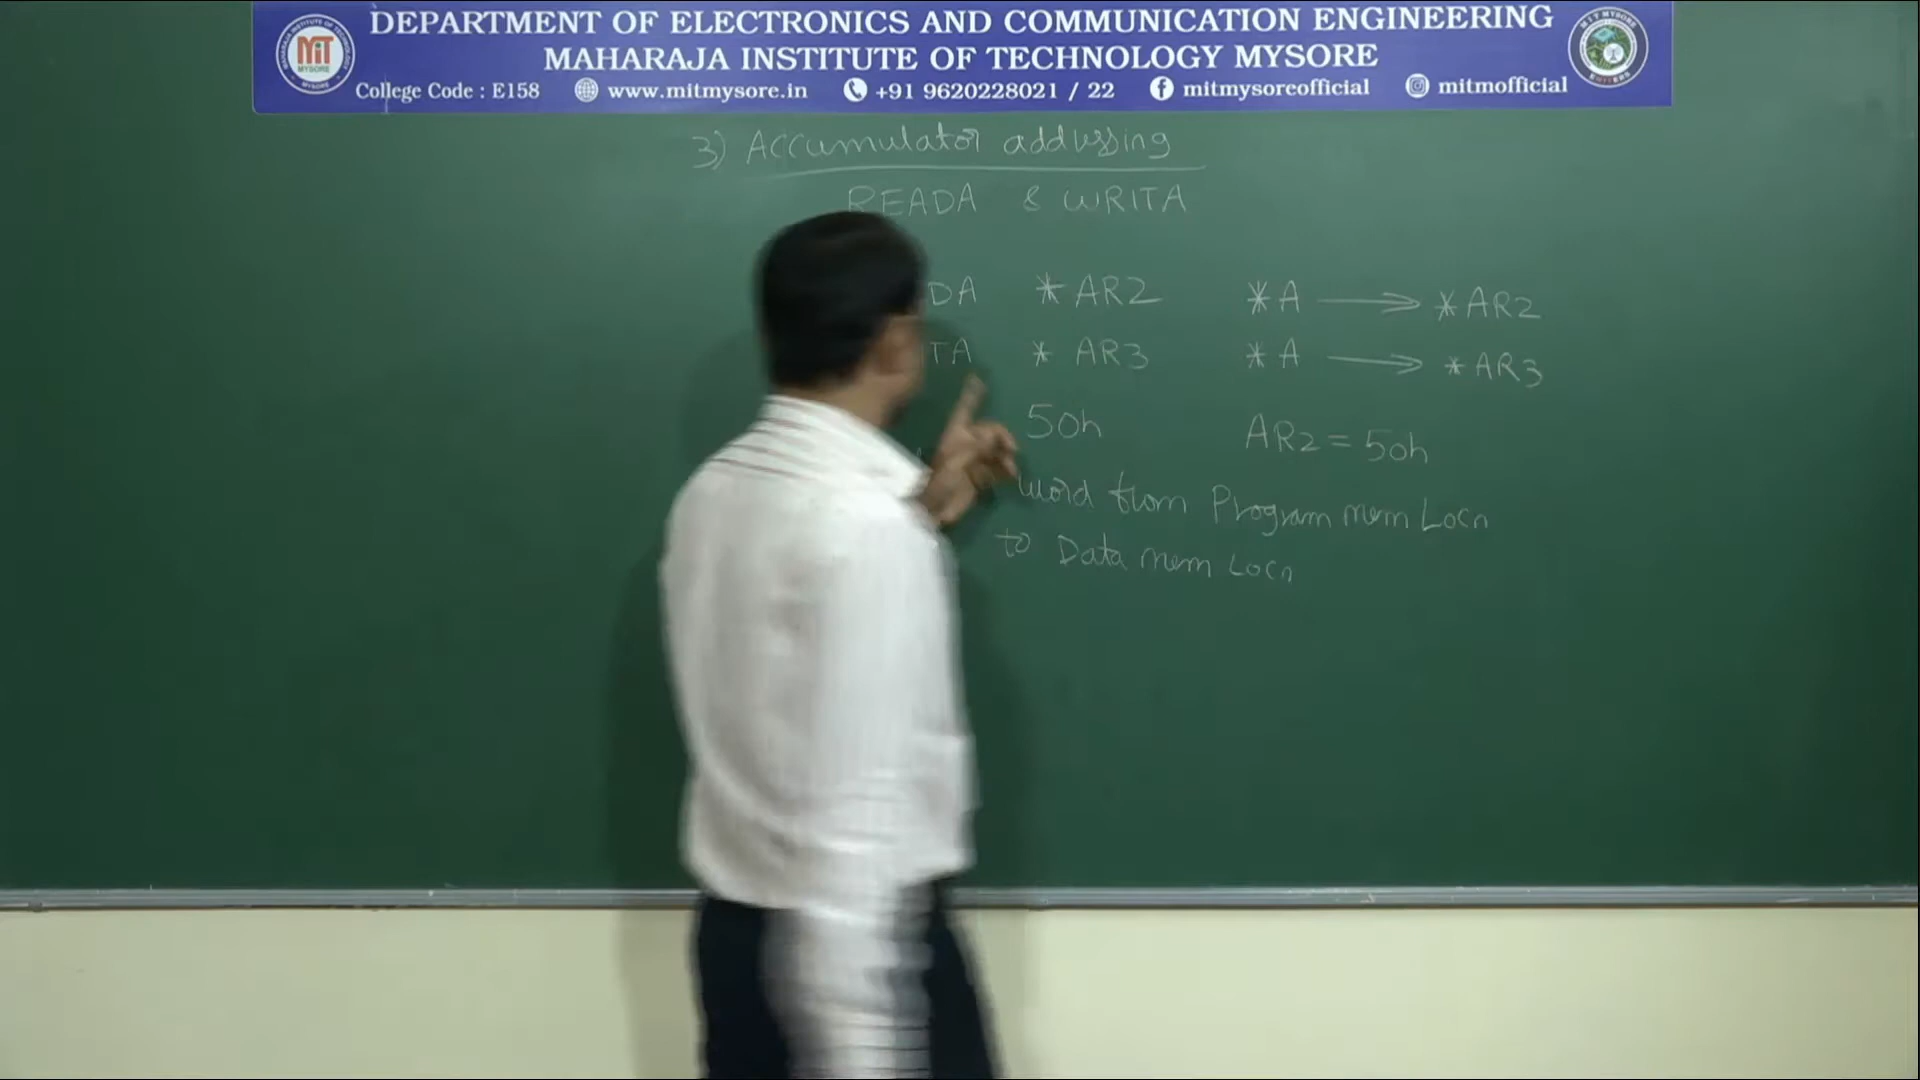 DEPARTMENT OF ELECTRONICS AND COMMUNICATION ENGINEERING
MAHARAJA INSTITUTE OF TECHNOLOGY MYSORE
College Code : E158 www.mitmysore.in +91 9620228021 / 22 mitmysoreofficial mitmofficial
MiT
MYSORE
3) Accumulator addressing
READA & WRITA
DA * AR2 *A → *AR2
TA * AR3 *A → *AR3
50h AR2 = 50h
word from Program mem Locn
to Data mem Locn